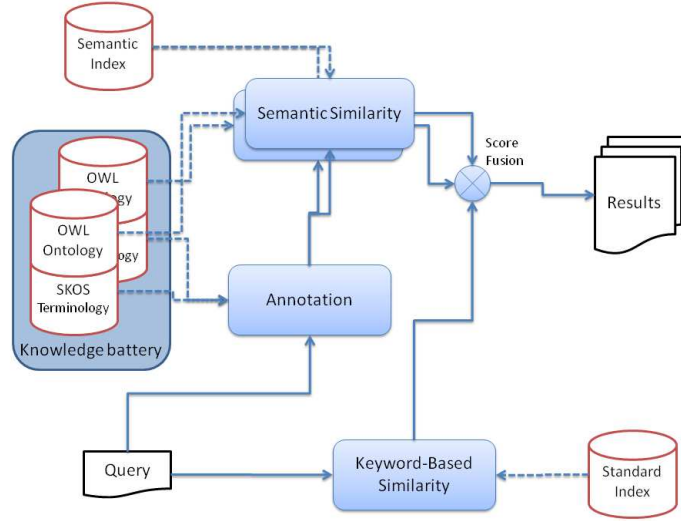 Semantic
Index
Semantic Similarity
Score
Fusion
Results
OWL
OWL
Ontology
SKOS
Terminology
Knowledge battery
Annotation
Query
Keyword-Based
Similarity
Standard
Index